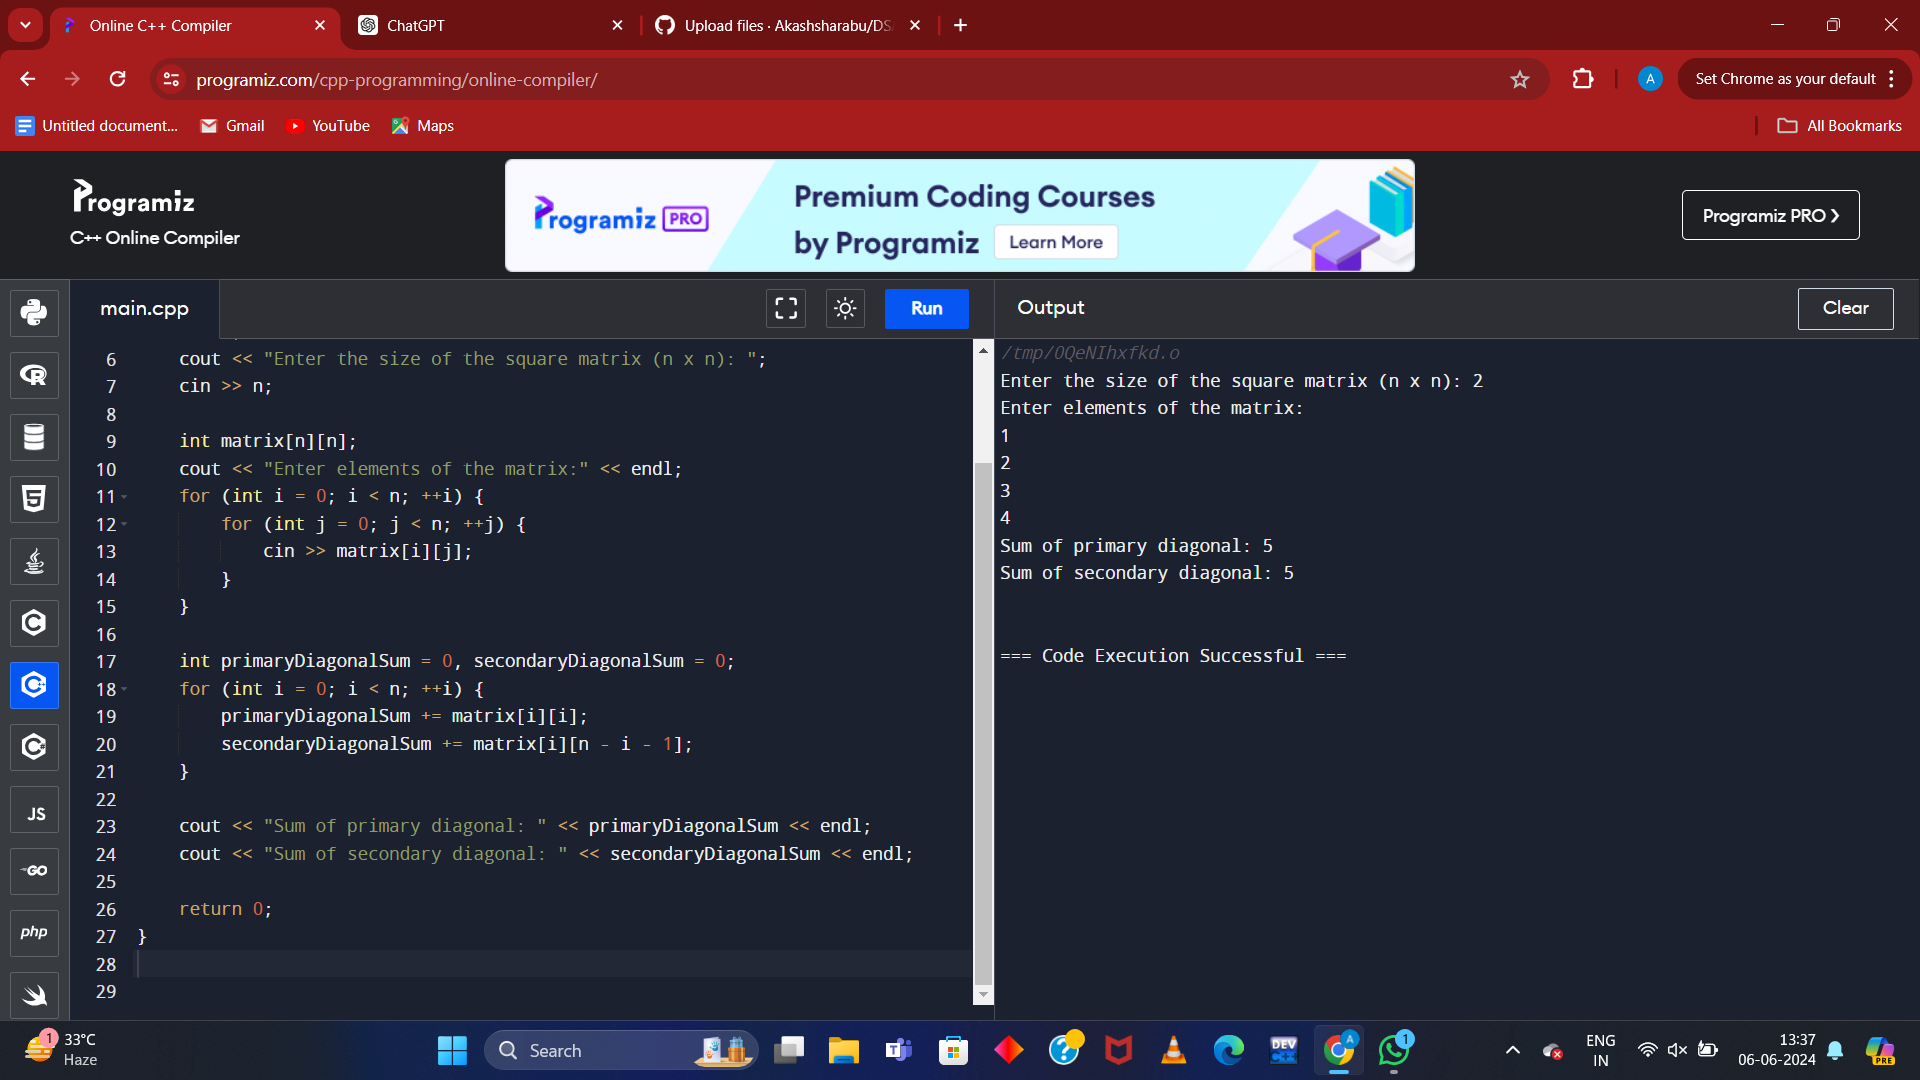 Online C++ Compiler
ChatGPT
Upload files · Akashsharabu/DS
programiz.com/cpp-programming/online-compiler/
A
Set Chrome as your default
Untitled document...
Gmail
YouTube
Maps
All Bookmarks
Programiz
C++ Online Compiler
Programiz PRO
Premium Coding Courses
by Programiz
Learn More
Programiz PRO ❯
main.cpp
Run
Output
Clear
6 cout << "Enter the size of the square matrix (n x n): ";
7 cin >> n;
8
9 int matrix[n][n];
10 cout << "Enter elements of the matrix:" << endl;
11 for (int i = 0; i < n; ++i) {
12 for (int j = 0; j < n; ++j) {
13 cin >> matrix[i][j];
14 }
15 }
16
17 int primaryDiagonalSum = 0, secondaryDiagonalSum = 0;
18 for (int i = 0; i < n; ++i) {
19 primaryDiagonalSum += matrix[i][i];
20 secondaryDiagonalSum += matrix[i][n - i - 1];
21 }
22
23 cout << "Sum of primary diagonal: " << primaryDiagonalSum << endl;
24 cout << "Sum of secondary diagonal: " << secondaryDiagonalSum << endl;
25
26 return 0;
27 }
28
29
/tmp/0QeNIhxfkd.o
Enter the size of the square matrix (n x n): 2
Enter elements of the matrix:
1
2
3
4
Sum of primary diagonal: 5
Sum of secondary diagonal: 5
=== Code Execution Successful ===
R
5
C
C
C
JS
GO
php
1
33°C
Haze
Search
DEV
A
1
ENG
IN
13:37
06-06-2024
PRE